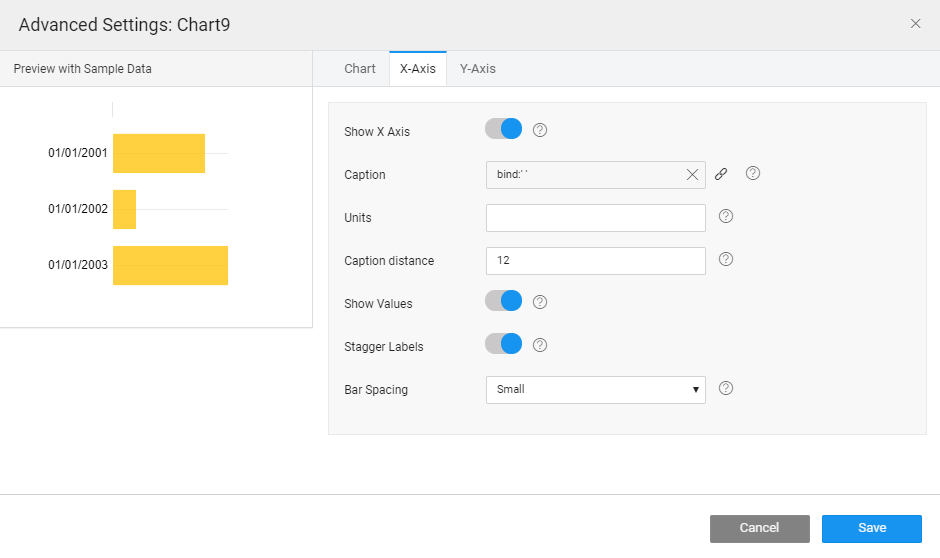 Advanced Settings: Chart9
Preview with Sample Data
Chart
X-Axis
Y-Axis
01/01/2001
01/01/2002
01/01/2003
Show X Axis
?
Caption
bind:' '
?
Units
?
Caption distance
12
?
Show Values
?
Stagger Labels
?
Bar Spacing
Small
?
Cancel
Save